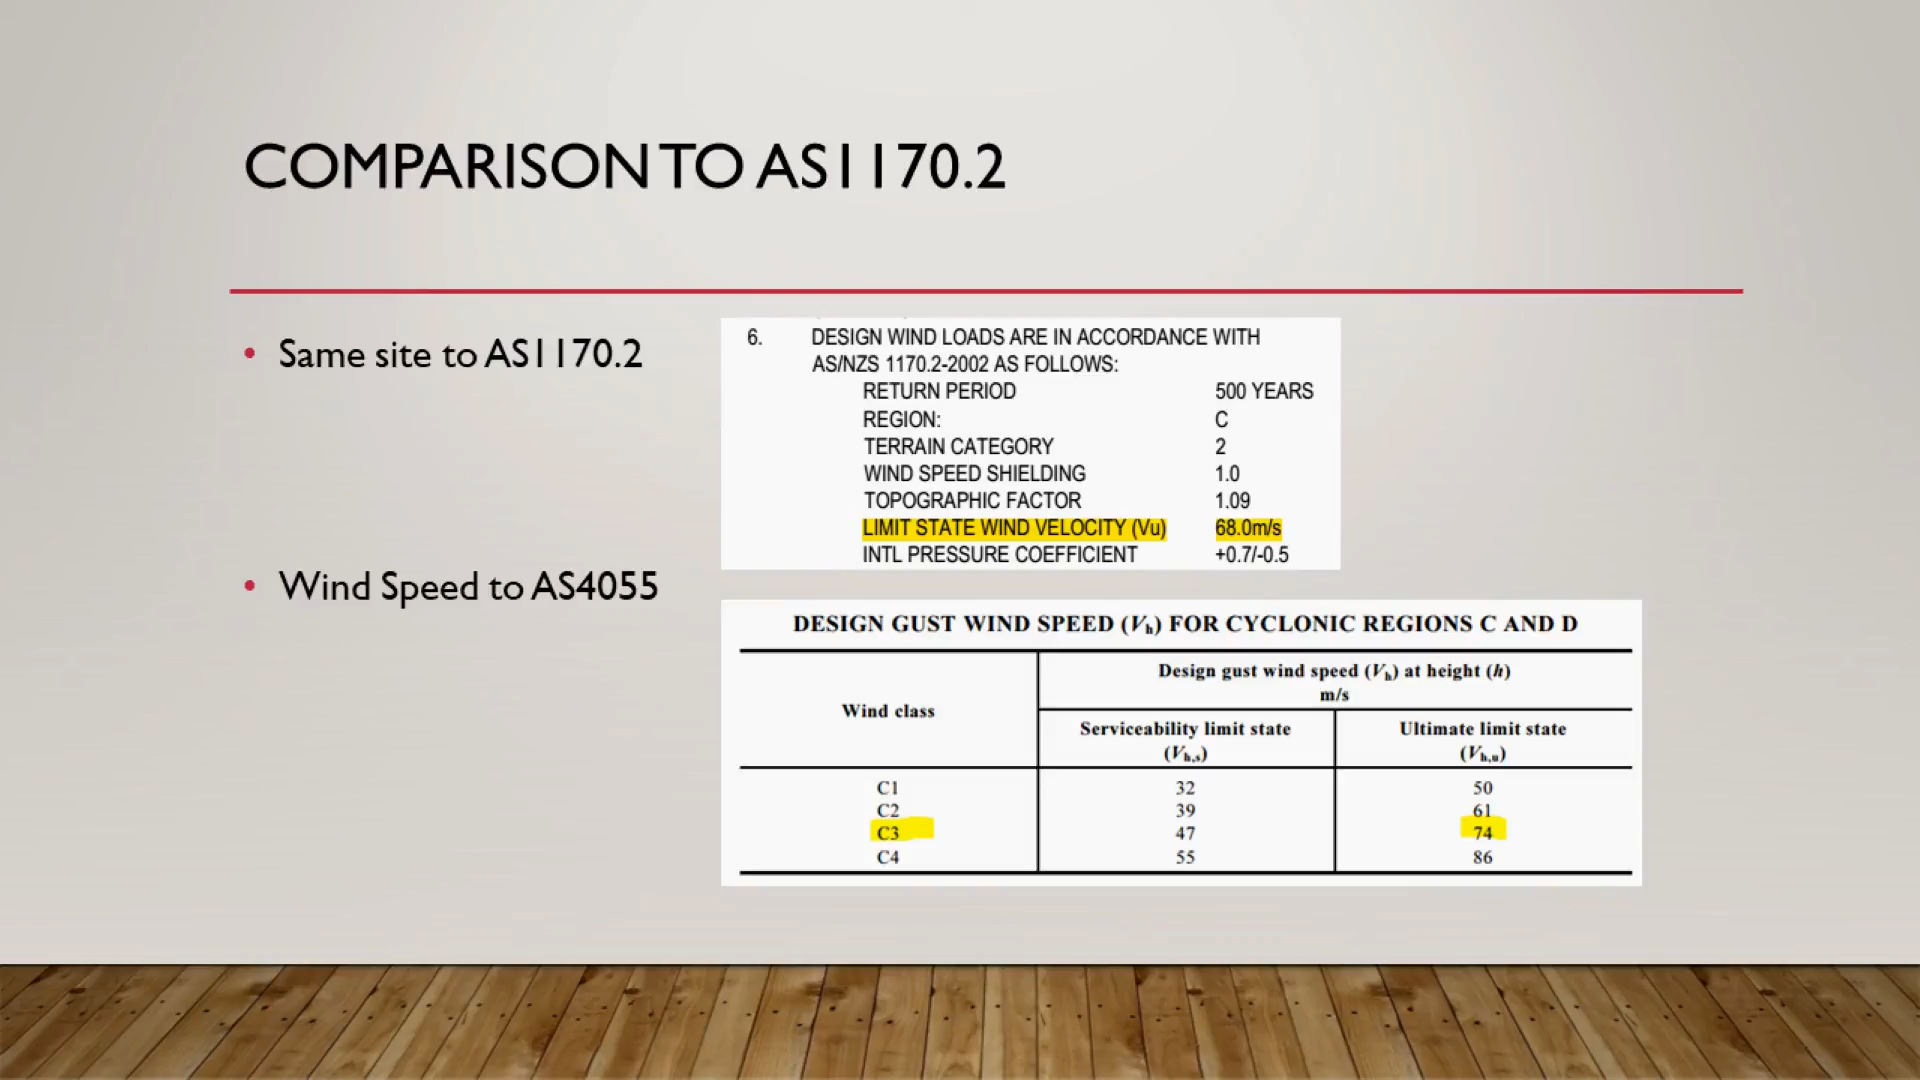 COMPARISON TO AS1170.2
• Same site to AS1170.2
6. DESIGN WIND LOADS ARE IN ACCORDANCE WITH
AS/NZS 1170.2-2002 AS FOLLOWS:
RETURN PERIOD 500 YEARS
REGION: C
TERRAIN CATEGORY 2
WIND SPEED SHIELDING 1.0
TOPOGRAPHIC FACTOR 1.09
LIMIT STATE WIND VELOCITY (Vu) 68.0m/s
INTL PRESSURE COEFFICIENT +0.7/-0.5
• Wind Speed to AS4055
DESIGN GUST WIND SPEED (Vh) FOR CYCLONIC REGIONS C AND D
Wind class
Design gust wind speed (Vh) at height (h)
m/s
Serviceability limit state
(Vh,s)
Ultimate limit state
(Vh,u)
C1 32 50
C2 39 61
C3 47 74
C4 55 86